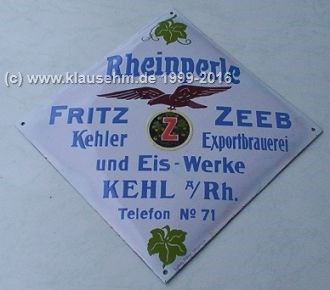 Rheinperle
(c) www.klausehm.de 1999-2016
FRITZ ZEEB
Z
Kehler Exportbrauerei
und Eis-Werke
KEHL A/Rh.
Telefon No 71